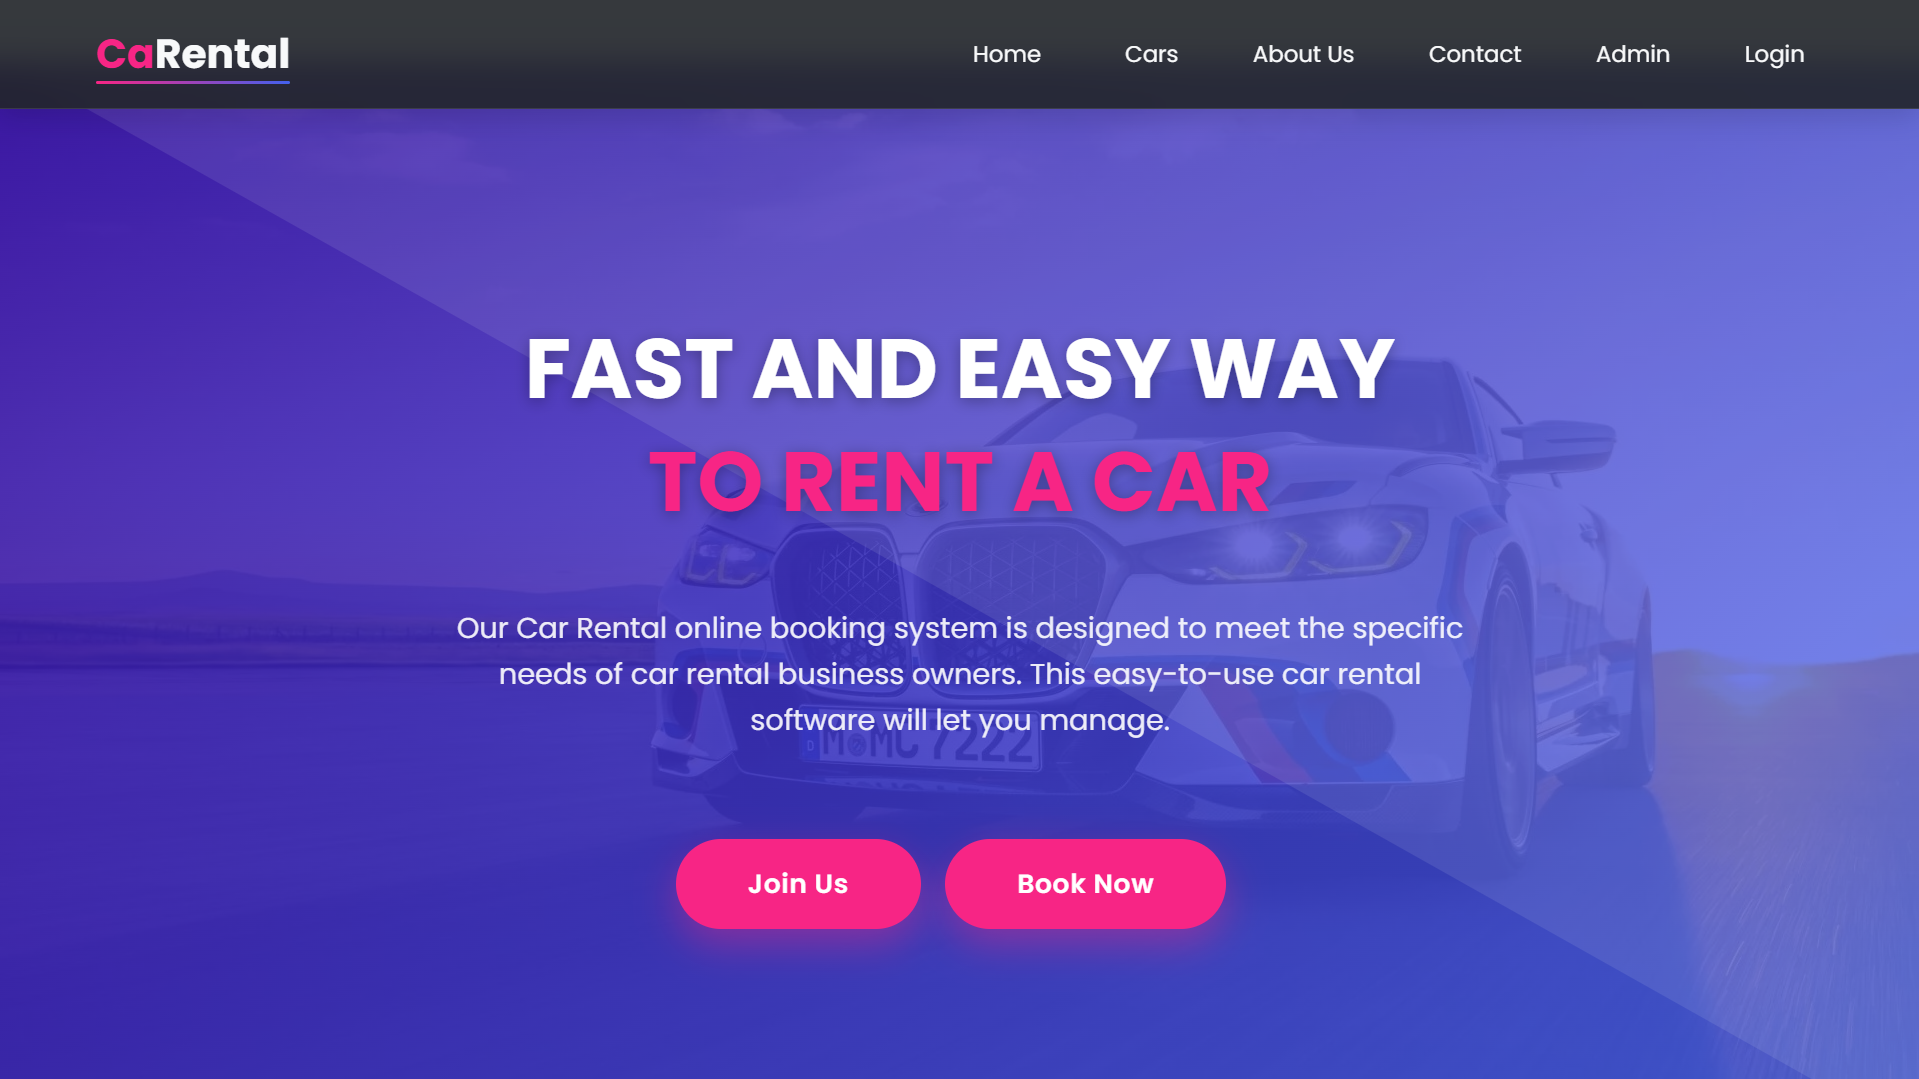 CaRental
Home Cars About Us Contact Admin Login
FAST AND EASY WAY
TO RENT A CAR
Our Car Rental online booking system is designed to meet the specific
needs of car rental business owners. This easy-to-use car rental
software will let you manage.
M MC 7222
Join Us Book Now